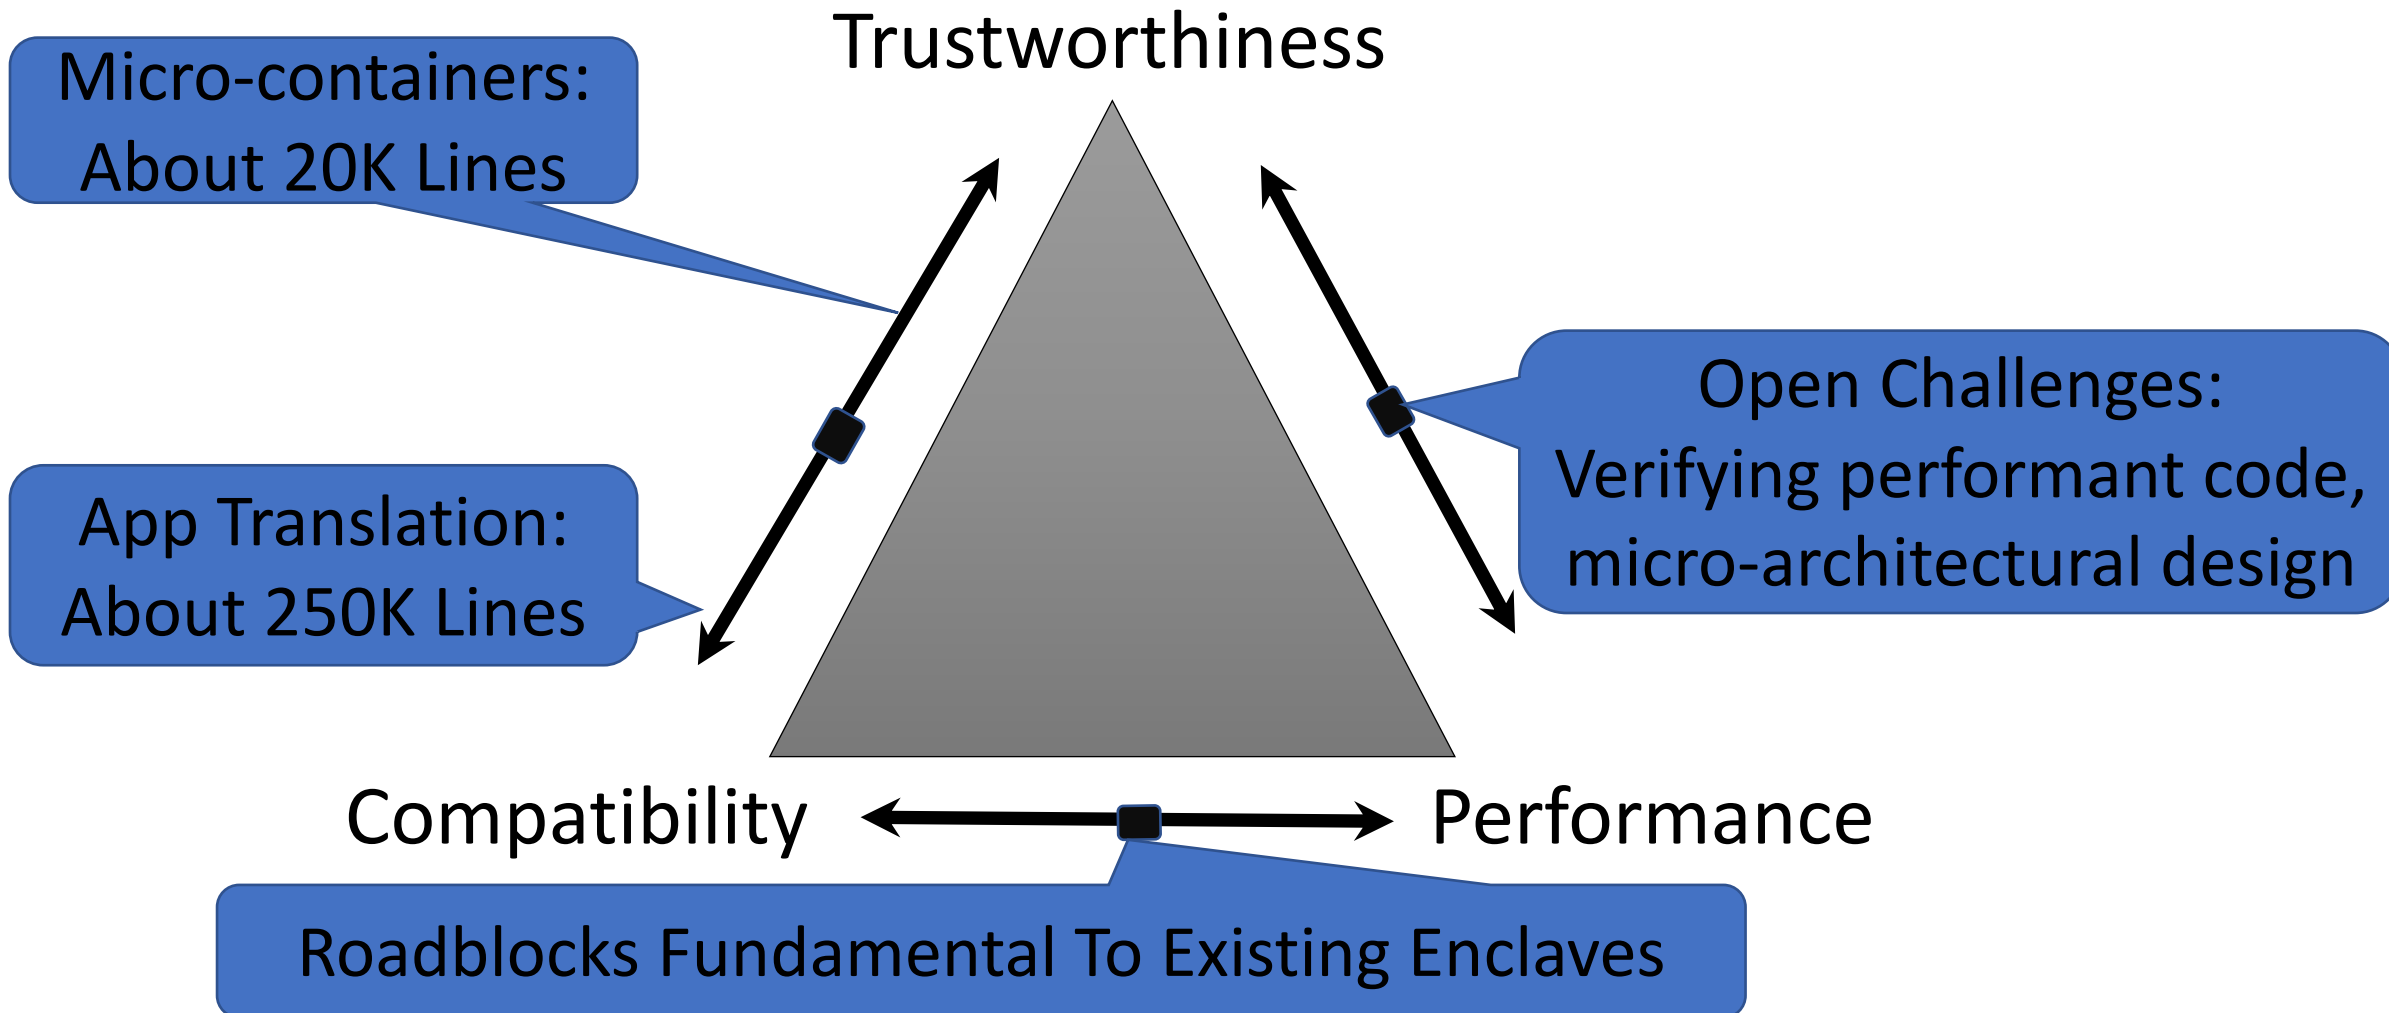 Trustworthiness
Micro-containers:
About 20K Lines
Open Challenges:
Verifying performant code,
micro-architectural design
App Translation:
About 250K Lines
Compatibility
Performance
Roadblocks Fundamental To Existing Enclaves